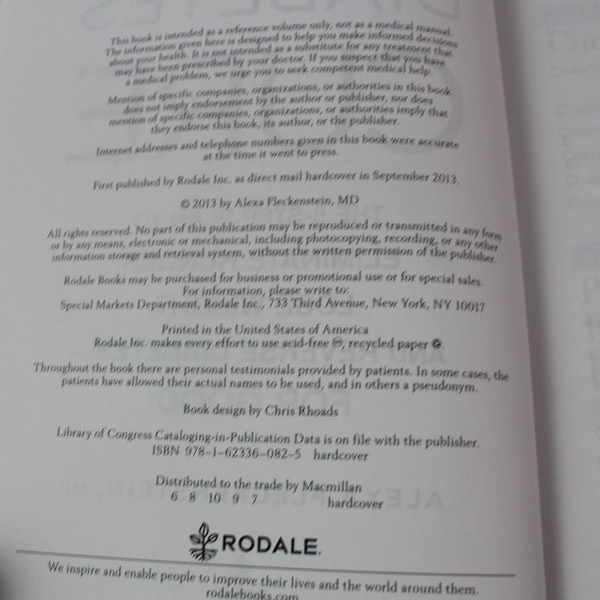 This book is intended as a reference volume only, not as a medical manual.
The information given here is designed to help you make informed decisions
about your health. It is not intended as a substitute for any treatment that
may have been prescribed by your doctor. If you suspect that you have
a medical problem, we urge you to seek competent medical help.
Mention of specific companies, organizations, or authorities in this book
does not imply endorsement by the author or publisher, nor does
mention of specific companies, organizations, or authorities imply that
they endorse this book, its author, or the publisher.
Internet addresses and telephone numbers given in this book were accurate
at the time it went to press.
First published by Rodale Inc. as direct mail hardcover in September 2013.
© 2013 by Alexa Fleckenstein, MD
All rights reserved. No part of this publication may be reproduced or transmitted in any form
or by any means, electronic or mechanical, including photocopying, recording, or any other
information storage and retrieval system, without the written permission of the publisher.
Rodale Books may be purchased for business or promotional use or for special sales.
For information, please write to:
Special Markets Department, Rodale Inc., 733 Third Avenue, New York, NY 10017
Printed in the United States of America
Rodale Inc. makes every effort to use acid-free ♾, recycled paper ♻.
Throughout the book there are personal testimonials provided by patients. In some cases, the
patients have allowed their actual names to be used, and in others a pseudonym.
Book design by Chris Rhoads
Library of Congress Cataloging-in-Publication Data is on file with the publisher.
ISBN 978–1–62336–082–5 hardcover
Distributed to the trade by Macmillan
6 8 10 9 7 hardcover
RODALE.
We inspire and enable people to improve their lives and the world around them.
rodalebooks.com